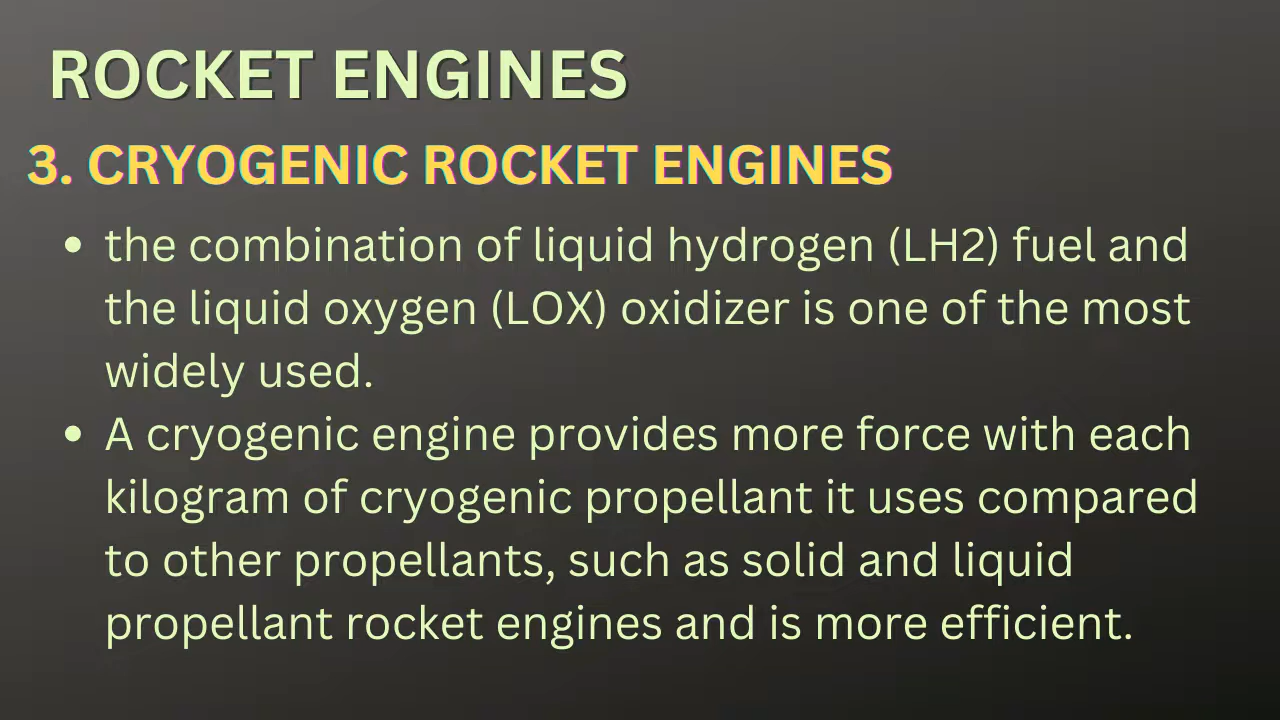 ROCKET ENGINES
3. CRYOGENIC ROCKET ENGINES
• the combination of liquid hydrogen (LH2) fuel and
the liquid oxygen (LOX) oxidizer is one of the most
widely used.
• A cryogenic engine provides more force with each
kilogram of cryogenic propellant it uses compared
to other propellants, such as solid and liquid
propellant rocket engines and is more efficient.